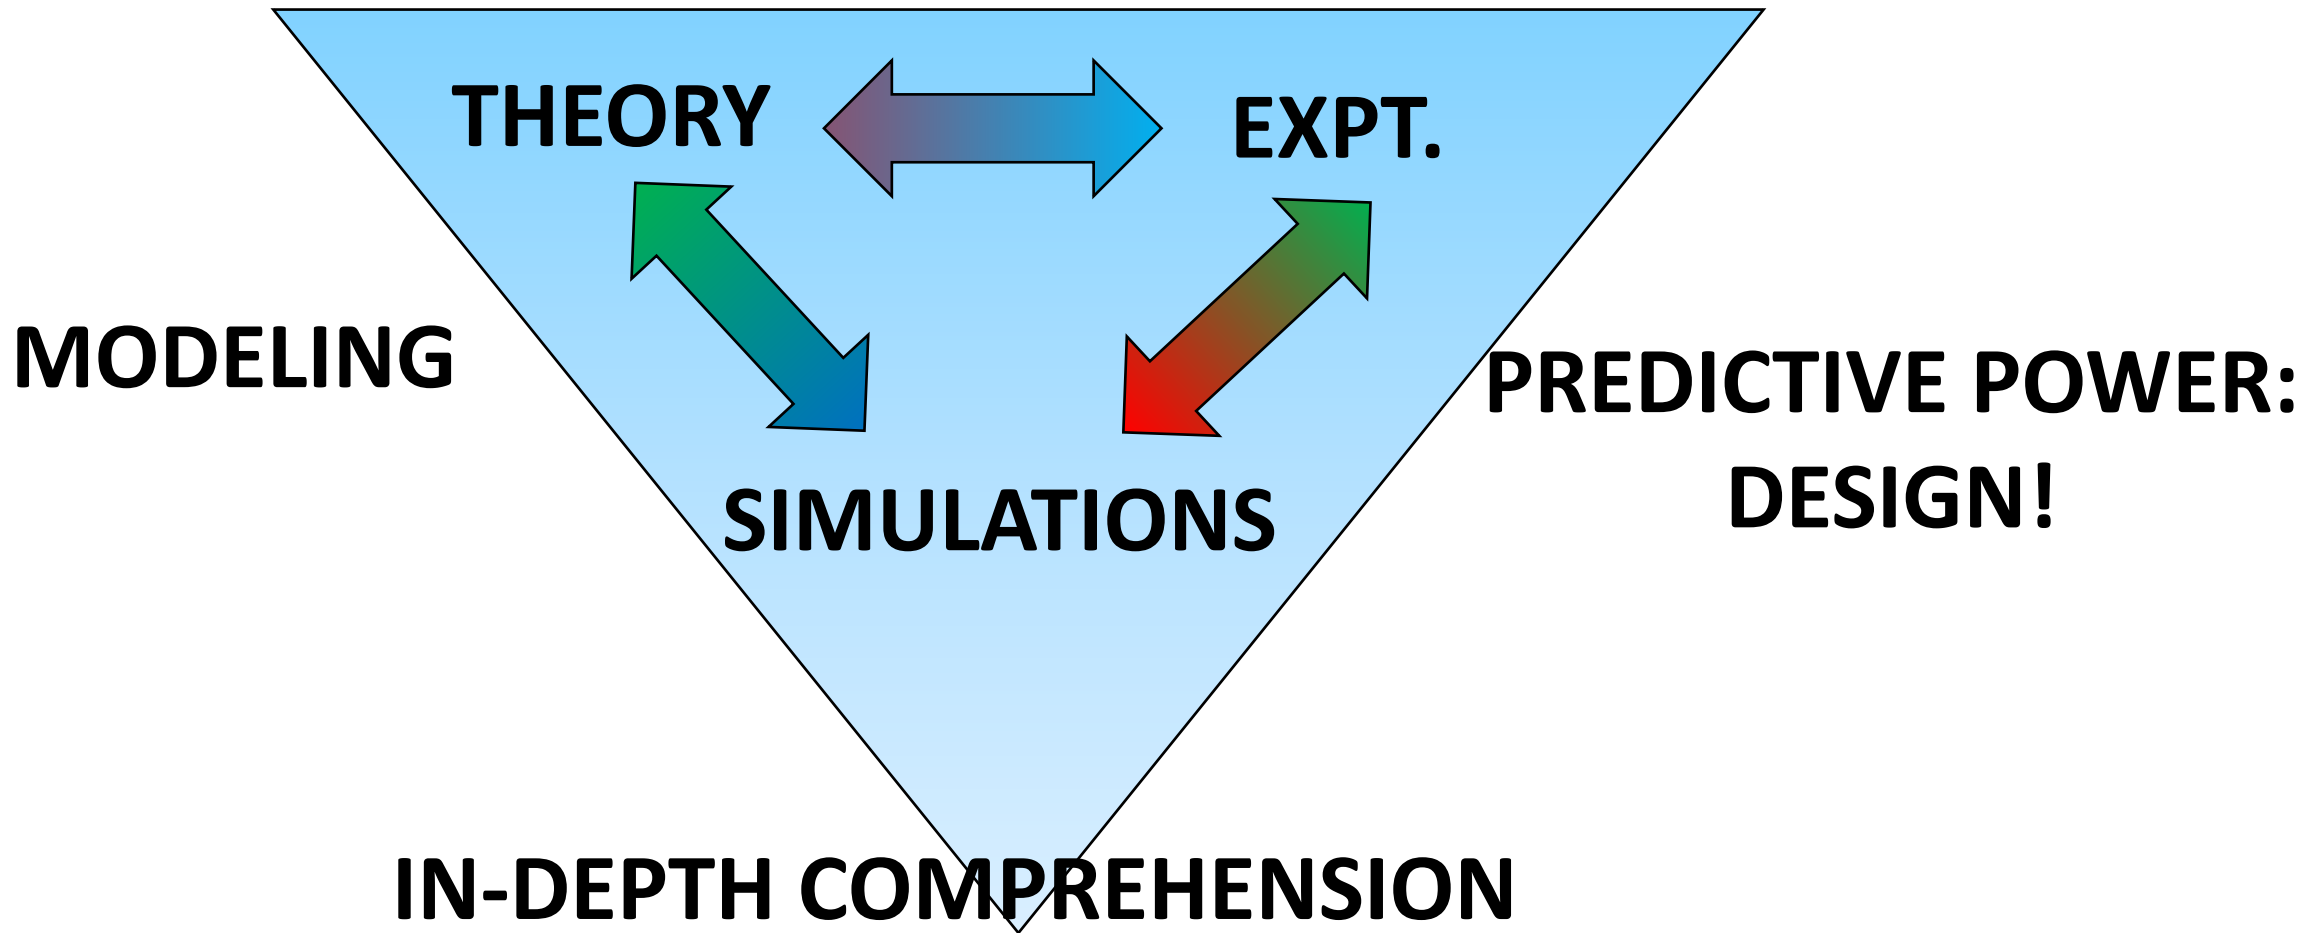 THEORY
EXPT.
MODELING
PREDICTIVE POWER:
DESIGN!
SIMULATIONS
IN-DEPTH COMPREHENSION